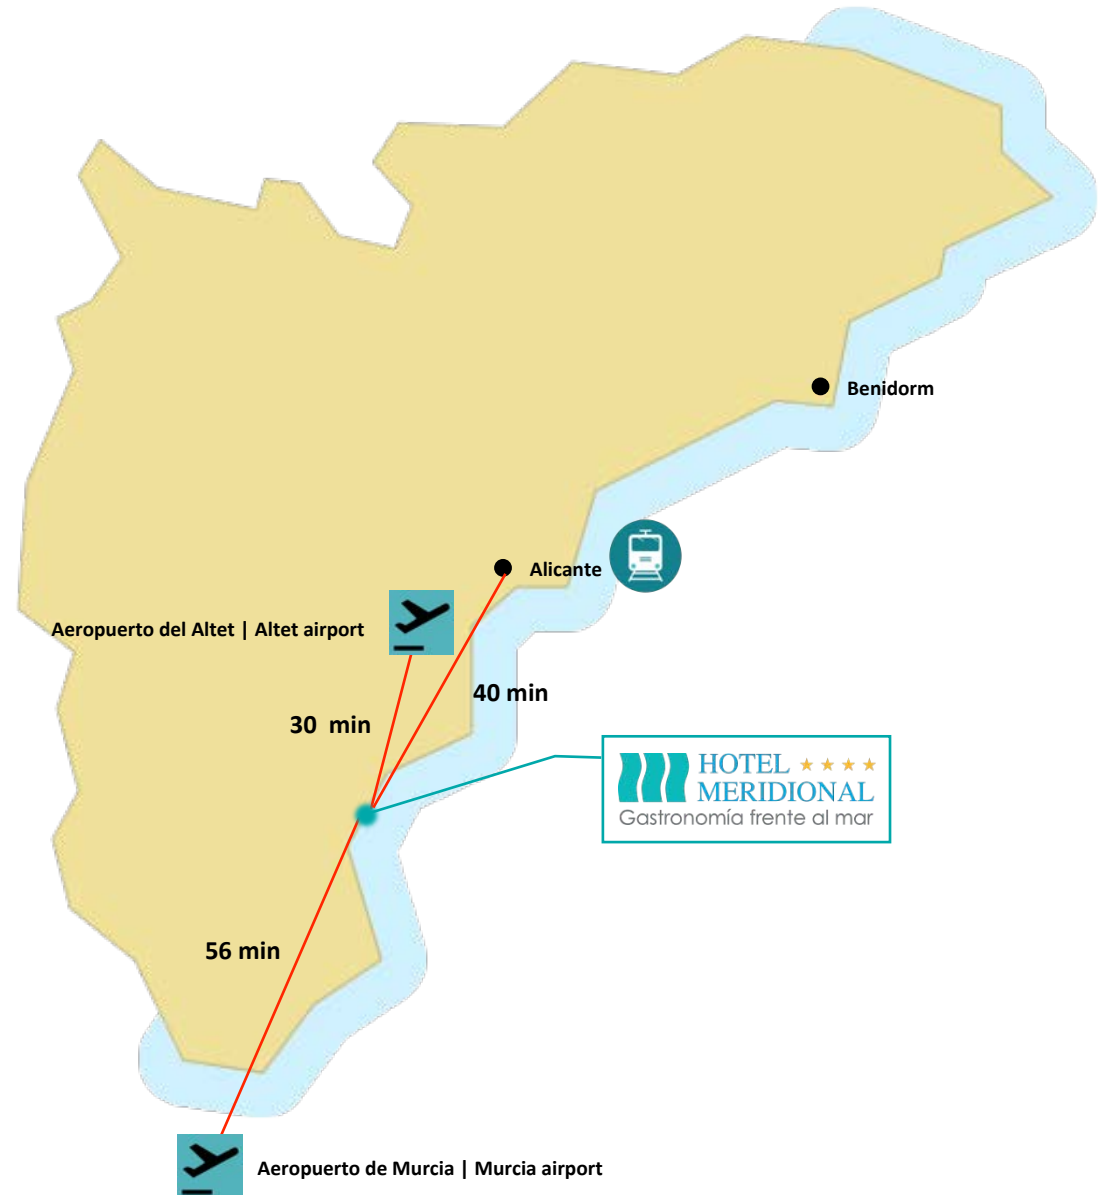 Benidorm
Alicante
Aeropuerto del Altet | Altet airport
40 min
30 min
HOTEL
MERIDIONAL
Gastronomía frente al mar
56 min
Aeropuerto de Murcia | Murcia airport